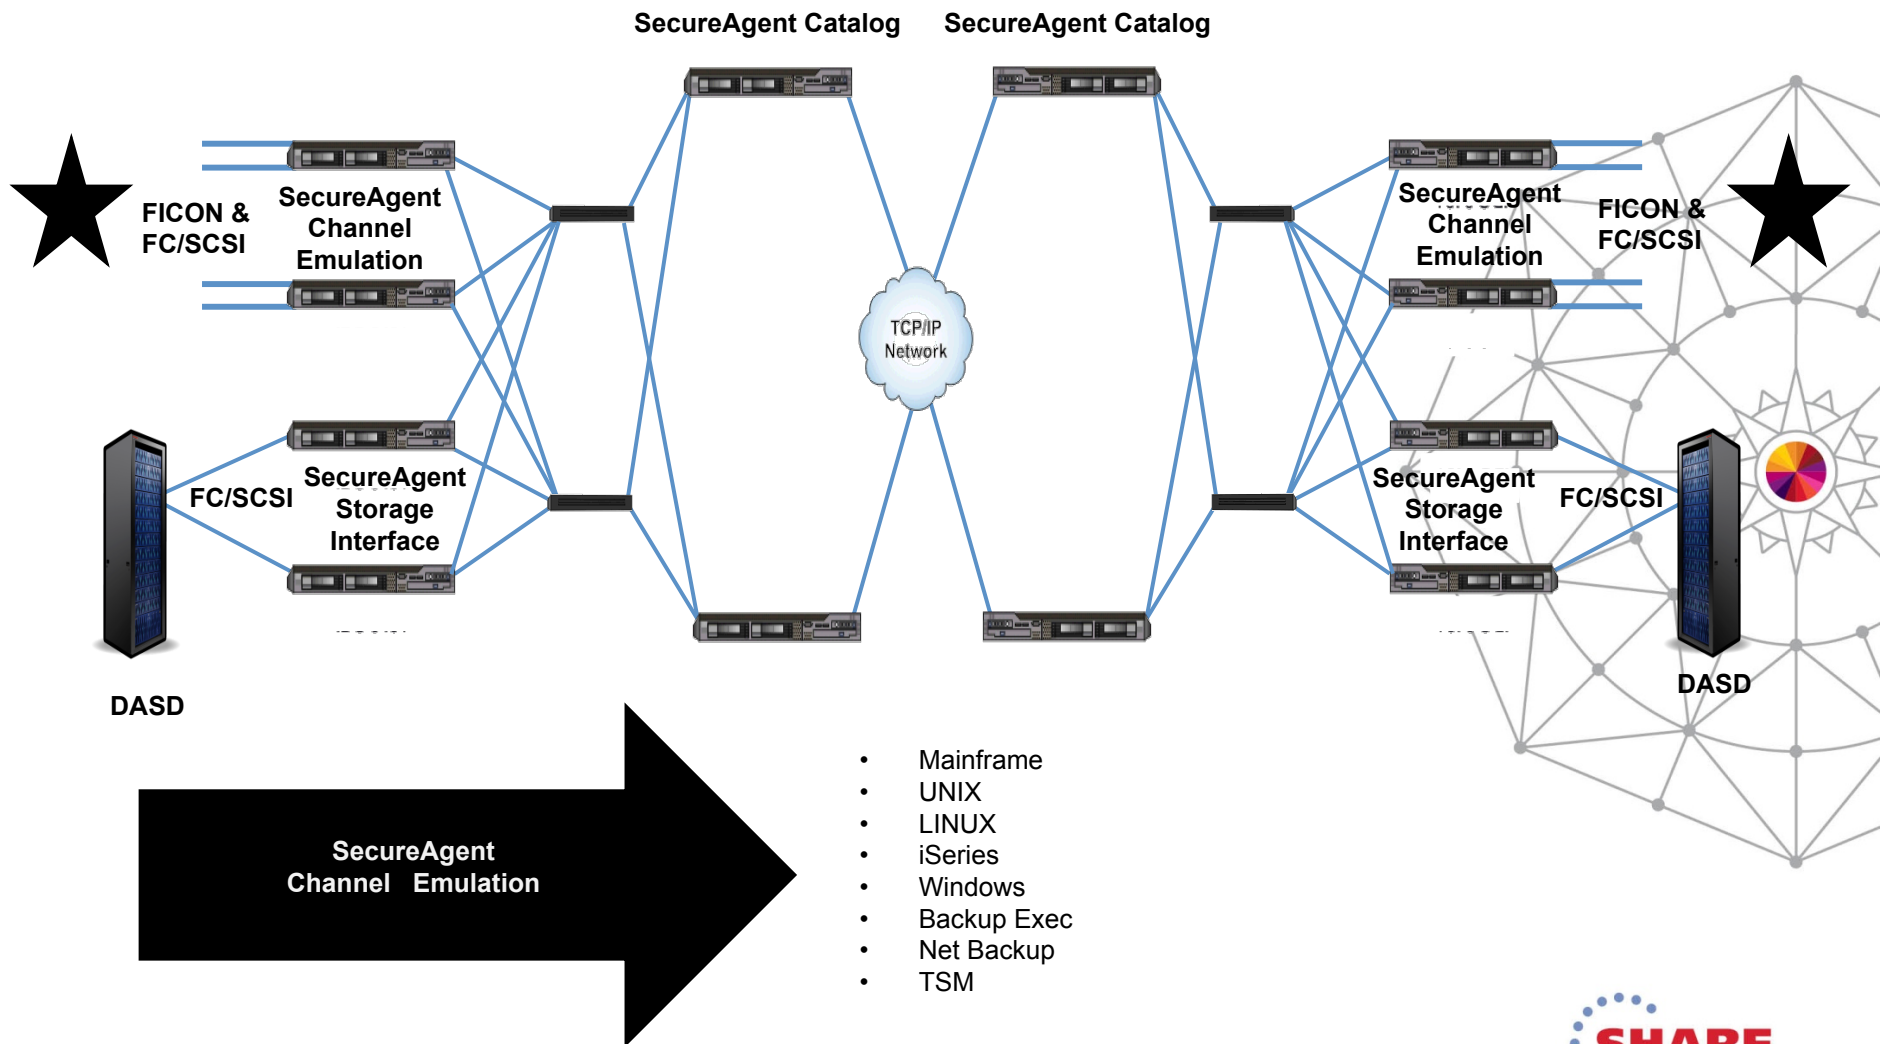 SecureAgent Catalog
SecureAgent Catalog
FICON &
FC/SCSI
SecureAgent
Channel
Emulation
SecureAgent
Channel
Emulation
FICON &
FC/SCSI
TCP/IP
Network
FC/SCSI
SecureAgent
Storage
Interface
SecureAgent
Storage
Interface
FC/SCSI
DASD
DASD
SecureAgent
Channel Emulation
• Mainframe
• UNIX
• LINUX
• iSeries
• Windows
• Backup Exec
• Net Backup
• TSM
SHARE